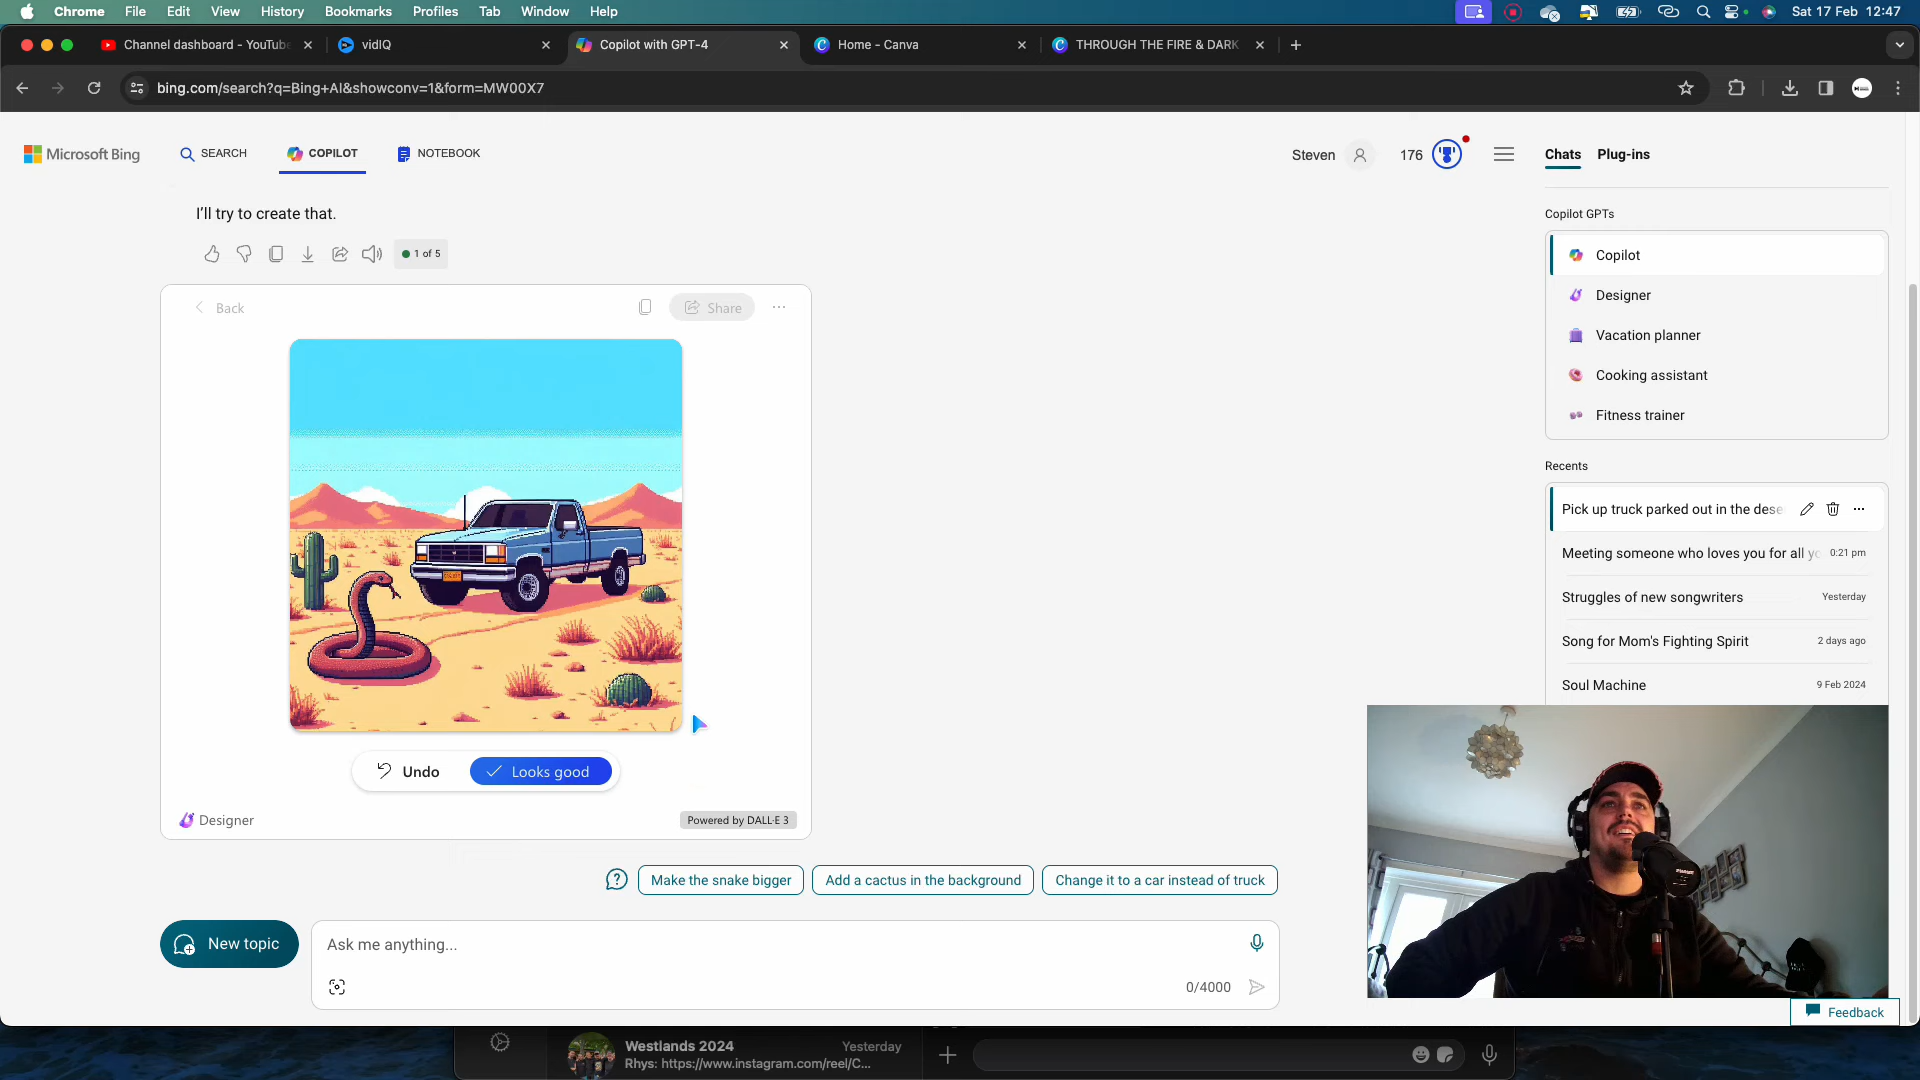 Chrome File Edit View History Bookmarks Profiles Tab Window Help
Sat 17 Feb 12:47
Channel dashboard - YouTube
vidIQ
Copilot with GPT-4
Home - Canva
THROUGH THE FIRE & DARK
bing.com/search?q=Bing+AI&showconv=1&form=MW00X7
Microsoft Bing
SEARCH
COPILOT
NOTEBOOK
Steven
176
Chats Plug-ins
I'll try to create that.
1 of 5
Back
Share
Undo
Looks good
Designer
Powered by DALL·E 3
Make the snake bigger
Add a cactus in the background
Change it to a car instead of truck
New topic
Ask me anything...
0/4000
Copilot GPTs
Copilot
Designer
Vacation planner
Cooking assistant
Fitness trainer
Recents
Pick up truck parked out in the dese
Meeting someone who loves you for all yo 0:21 pm
Struggles of new songwriters Yesterday
Song for Mom's Fighting Spirit 2 days ago
Soul Machine 9 Feb 2024
Feedback
Westlands 2024 Yesterday
Rhys: https://www.instagram.com/reel/C...